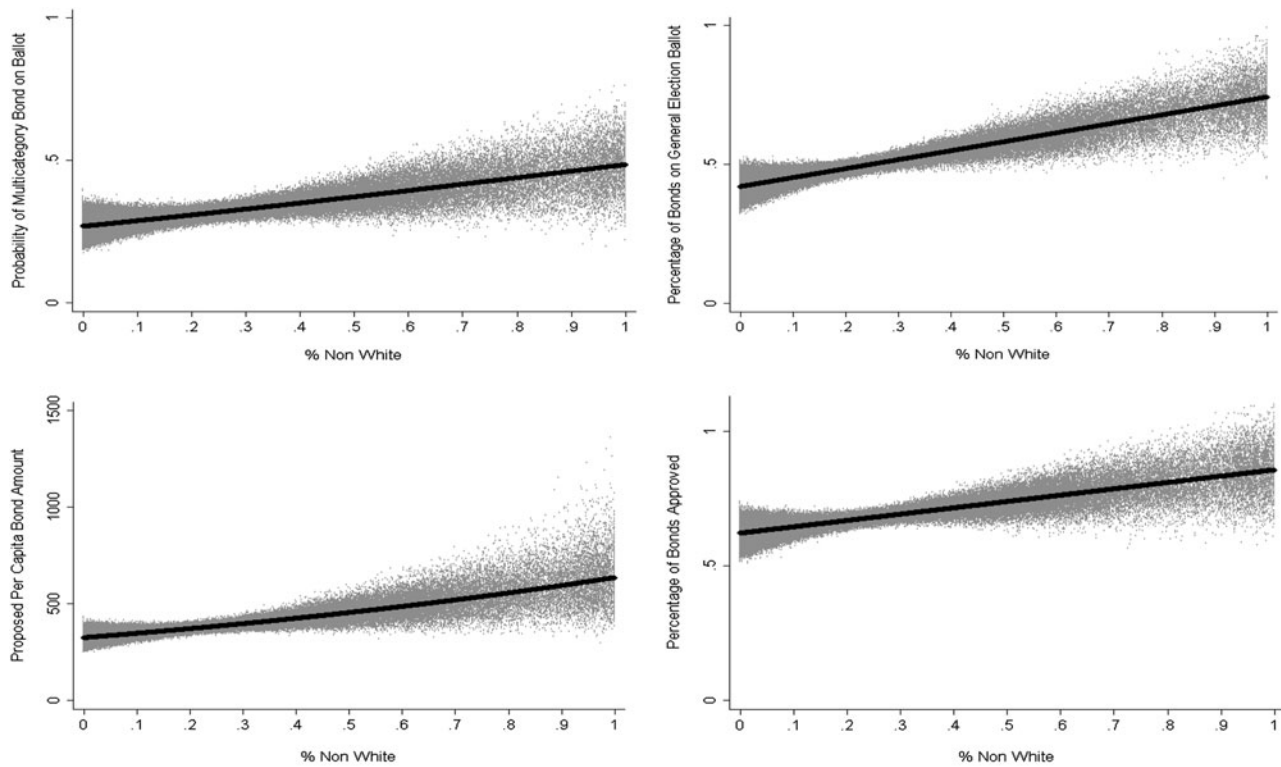 Probability of Multicategory Bond on Ballot
1
.5
0
0 .1 .2 .3 .4 .5 .6 .7 .8 .9 1
% Non White
Percentage of Bonds on General Election Ballot
1
.5
0
0 .1 .2 .3 .4 .5 .6 .7 .8 .9 1
% Non White
Proposed Per Capita Bond Amount
1500
1000
500
0
0 .1 .2 .3 .4 .5 .6 .7 .8 .9 1
% Non White
Percentage of Bonds Approved
1
.5
0
0 .1 .2 .3 .4 .5 .6 .7 .8 .9 1
% Non White